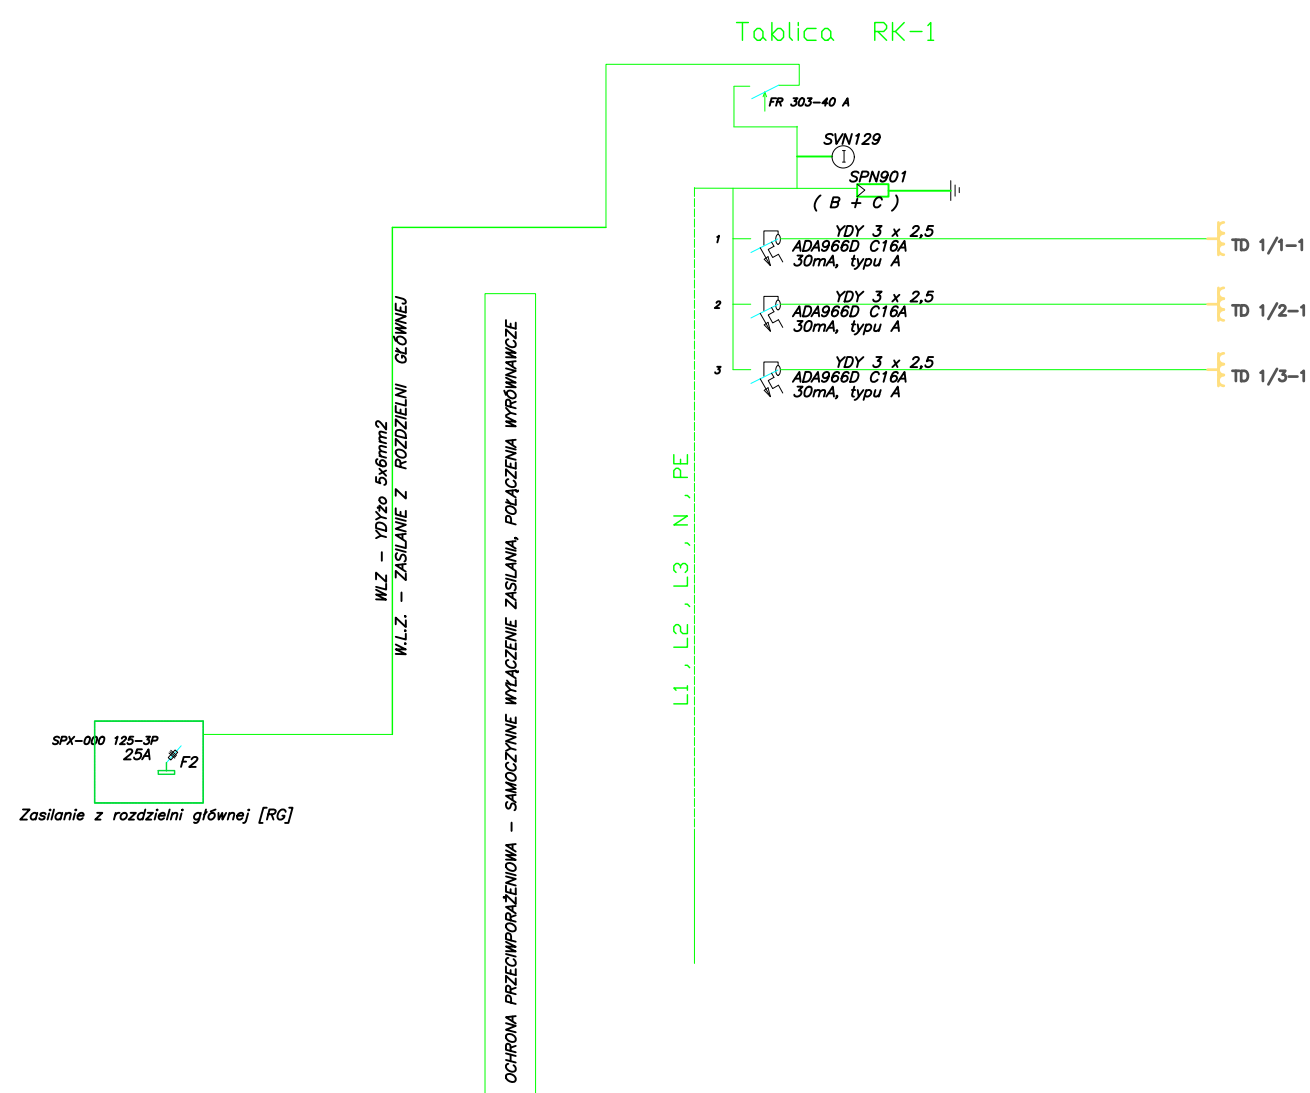 Tablica RK-1
FR 303-40 A
SVN129
I
SPN901
( B + C )
1
YDY 3 x 2,5
ADA966D C16A
30mA, typu A
TD 1/1-1
2
YDY 3 x 2,5
ADA966D C16A
30mA, typu A
TD 1/2-1
3
YDY 3 x 2,5
ADA966D C16A
30mA, typu A
TD 1/3-1
WLZ - YDYżo 5x6mm2
W.L.Z. - ZASILANIE Z ROZDZIELNI GŁÓWNEJ
OCHRONA PRZECIWPORAŻENIOWA - SAMOCZYNNE WYŁĄCZENIE ZASILANIA, POŁĄCZENIA WYRÓWNAWCZE
L1 , L2 , L3 , N , PE
SPX-000 125-3P
25A
F2
Zasilanie z rozdzielni głównej [RG]